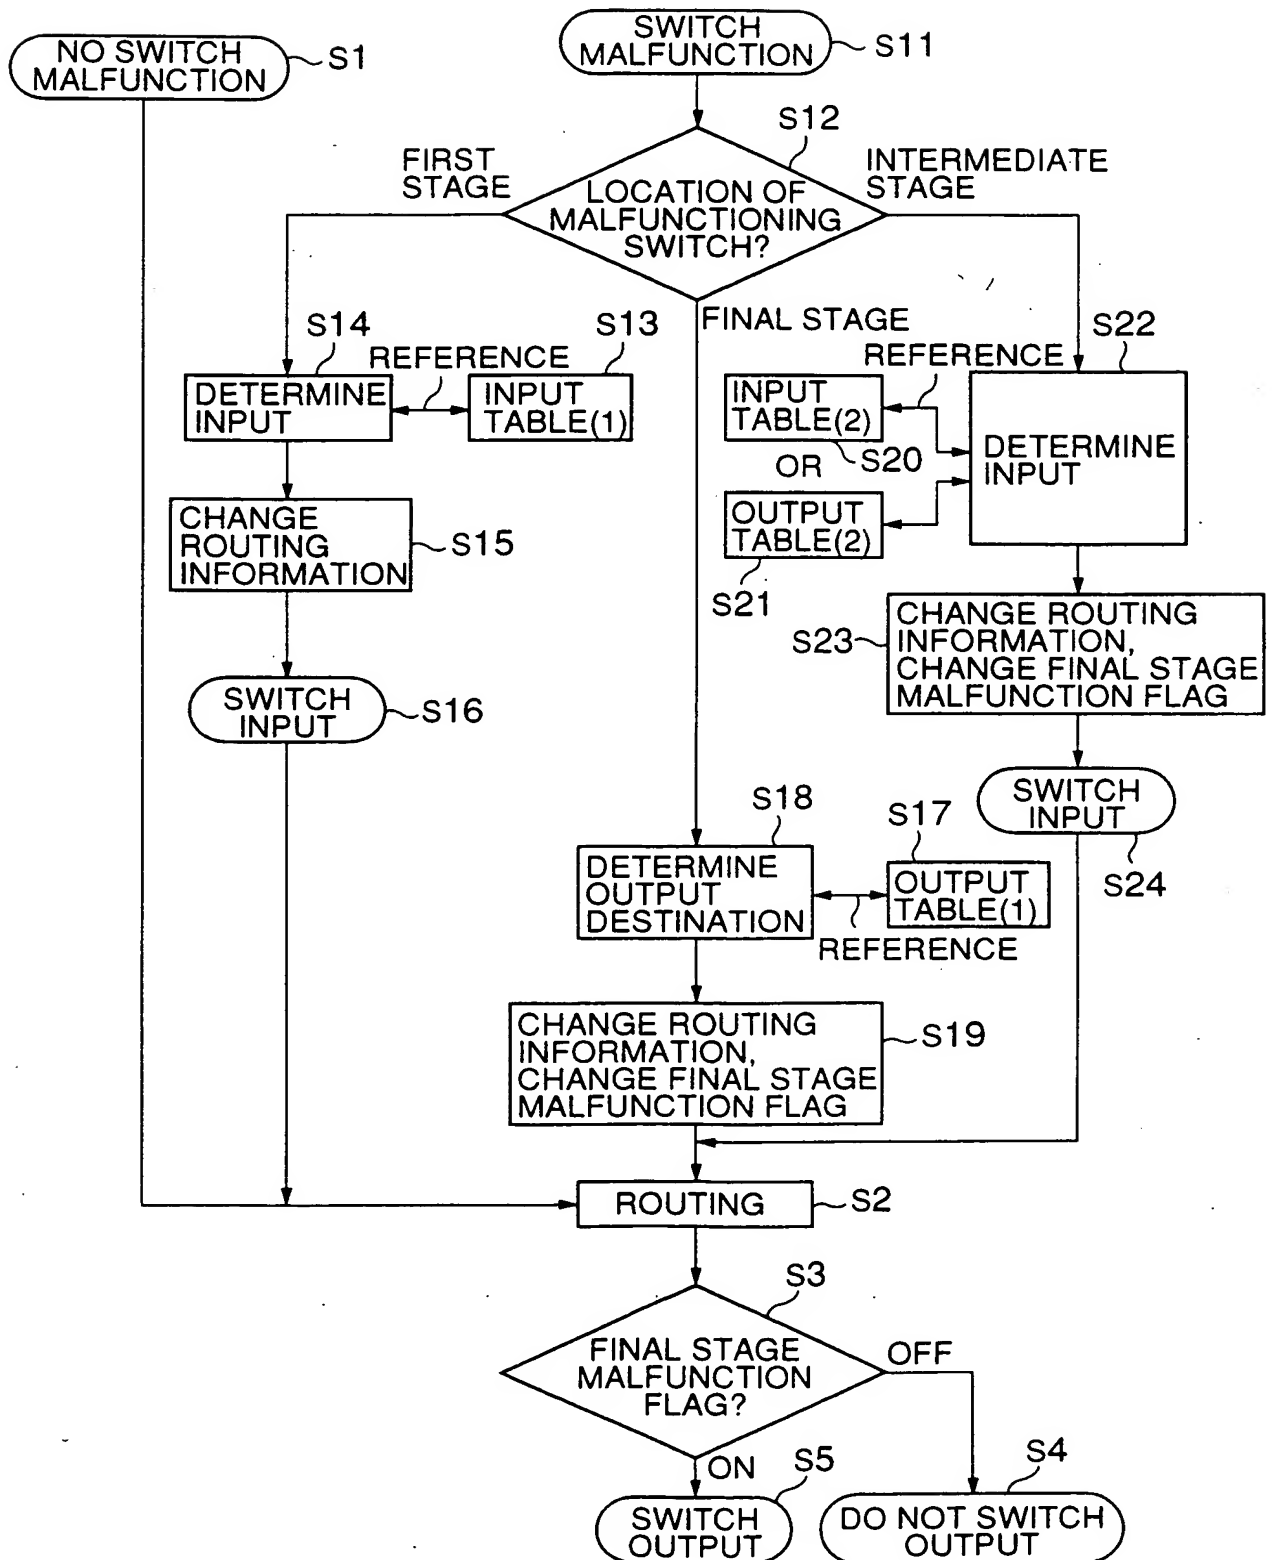 NO SWITCH
MALFUNCTION
S1
SWITCH
MALFUNCTION
S11
S12
FIRST
STAGE
LOCATION OF
MALFUNCTIONING
SWITCH?
INTERMEDIATE
STAGE
FINAL STAGE
S14
REFERENCE
S13
DETERMINE
INPUT
INPUT
TABLE(1)
CHANGE
ROUTING
INFORMATION
S15
SWITCH
INPUT
S16
REFERENCE
S22
INPUT
TABLE(2)
S20
OR
OUTPUT
TABLE(2)
S21
DETERMINE
INPUT
S23
CHANGE ROUTING
INFORMATION,
CHANGE FINAL STAGE
MALFUNCTION FLAG
SWITCH
INPUT
S24
S18
S17
DETERMINE
OUTPUT
DESTINATION
OUTPUT
TABLE(1)
REFERENCE
CHANGE ROUTING
INFORMATION,
CHANGE FINAL STAGE
MALFUNCTION FLAG
S19
ROUTING
S2
S3
FINAL STAGE
MALFUNCTION
FLAG?
OFF
ON
S5
S4
SWITCH
OUTPUT
DO NOT SWITCH
OUTPUT